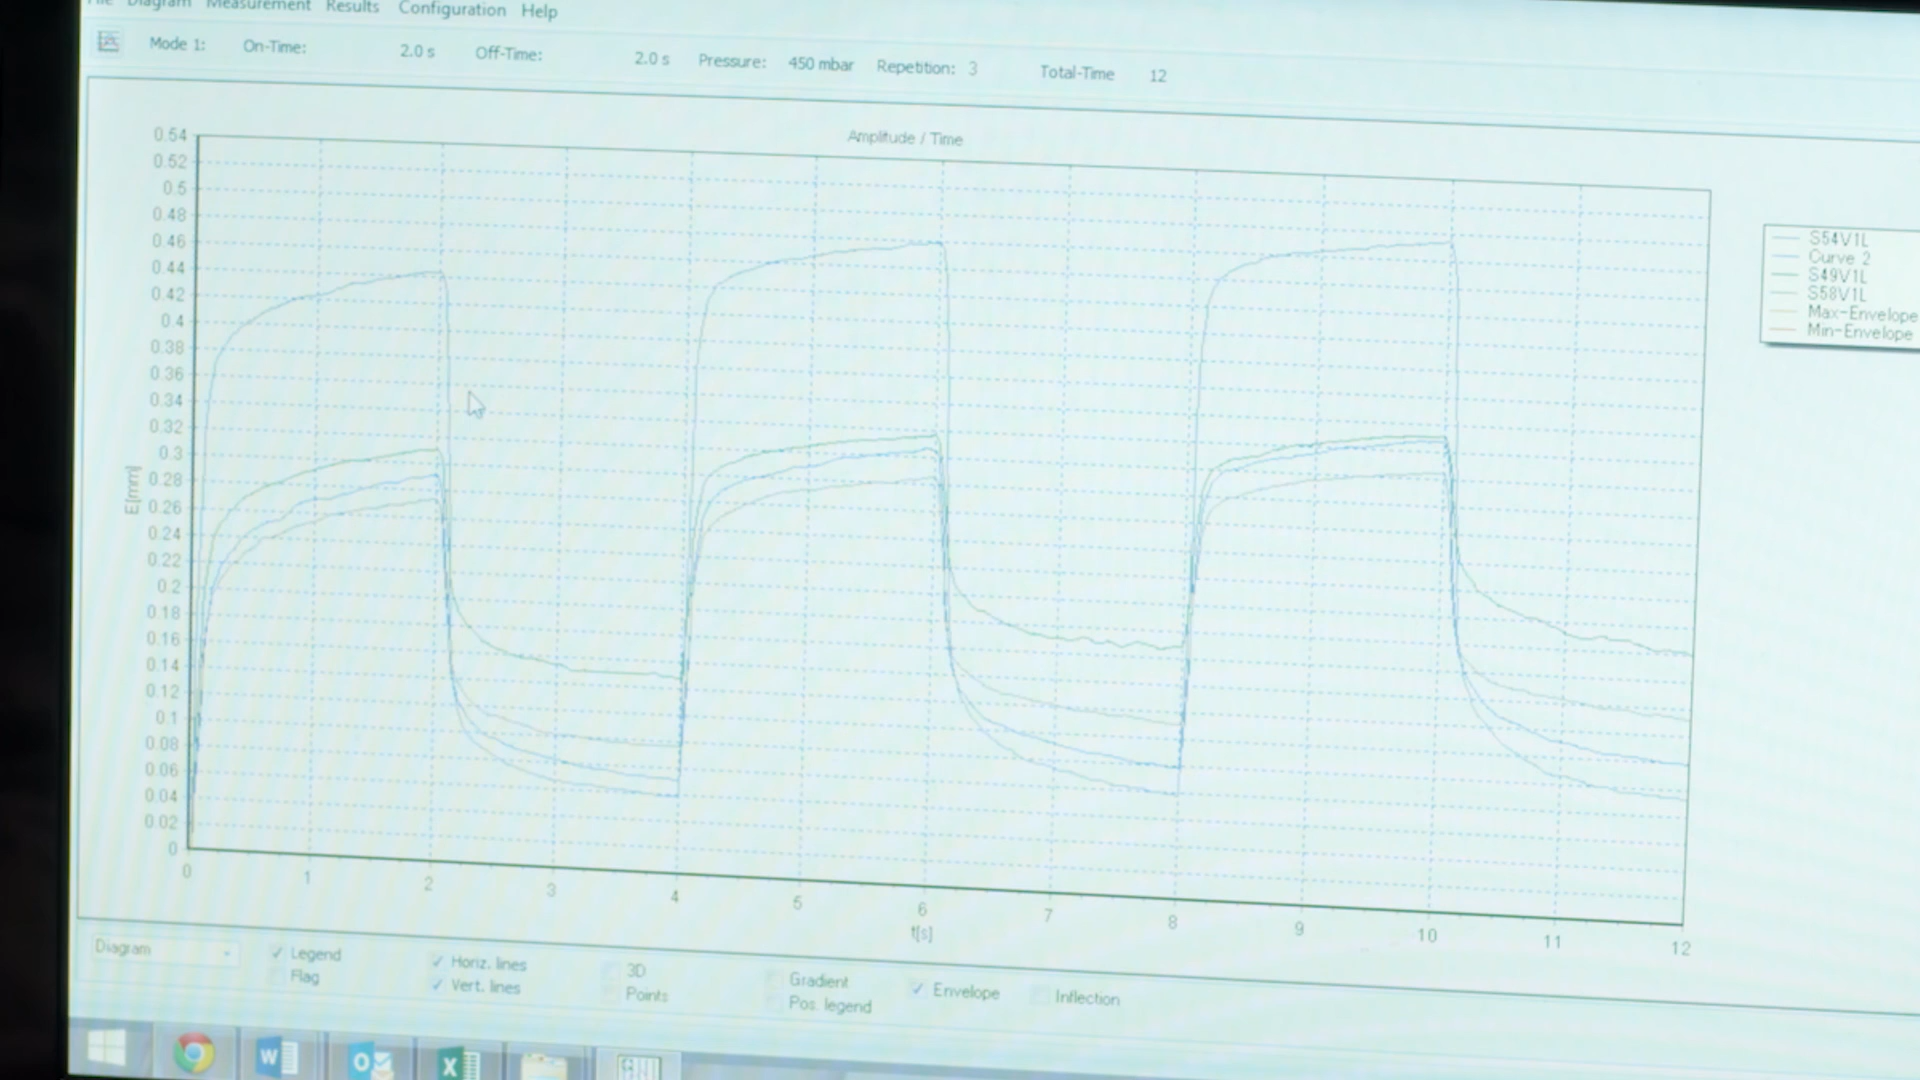 File Diagram Measurement Results Configuration Help
Mode 1: On-Time: 2.0 s Off-Time: 2.0 s Pressure: 450 mbar Repetition: 3 Total-Time 12
Amplitude / Time
0.54
0.52
0.5
0.48
0.46
0.44
0.42
0.4
0.38
0.36
0.34
0.32
0.3
0.28
0.26
0.24
0.22
0.2
0.18
0.16
0.14
0.12
0.1
0.08
0.06
0.04
0.02
0
E[mm]
0 1 2 3 4 5 6 7 8 9 10 11 12
t[s]
S54V1L
Curve 2
S49V1L
S58V1L
Max-Envelope
Min-Envelope
Diagram Legend Horiz. lines 3D Gradient Envelope Inflection
Flag Vert. lines Points Pos. legend